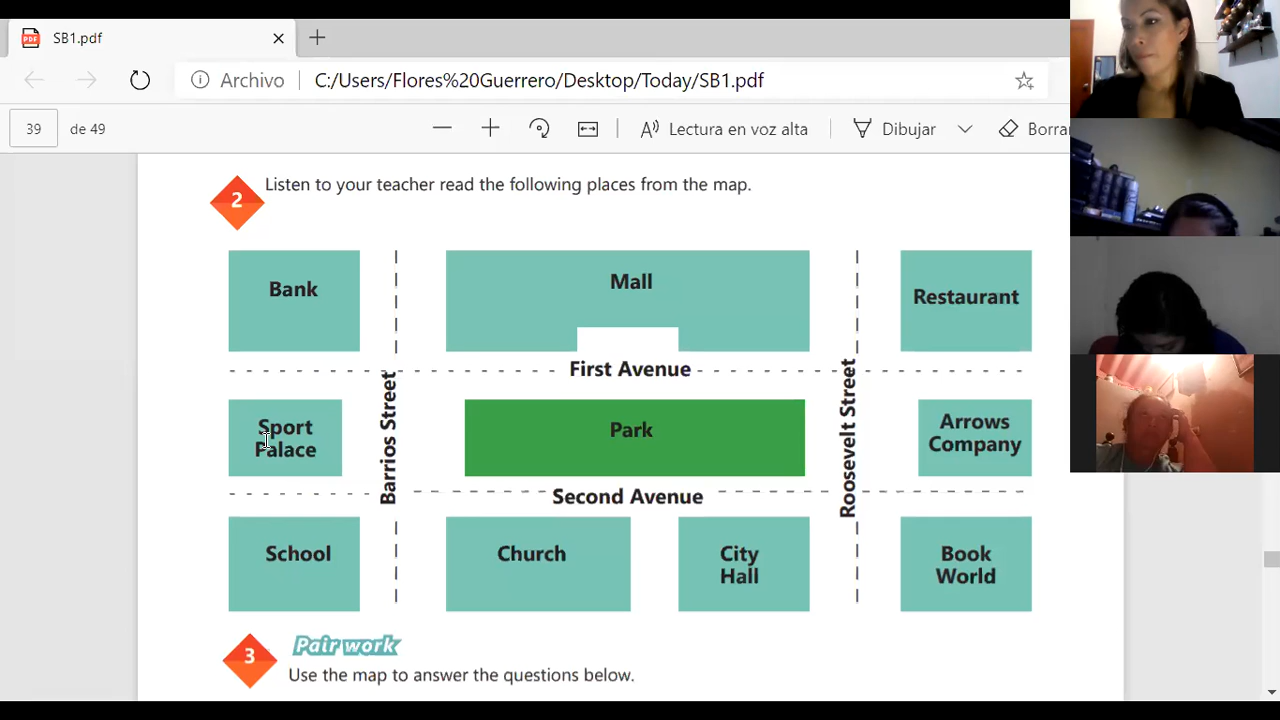 SB1.pdf
Archivo C:/Users/Flores%20Guerrero/Desktop/Today/SB1.pdf
39 de 49 Lectura en voz alta Dibujar Borra
2 Listen to your teacher read the following places from the map.
Bank
Mall
Restaurant
First Avenue
Barrios Street
Roosevelt Street
Sport
Palace
Park
Arrows
Company
Second Avenue
School
Church
City
Hall
Book
World
3 Pair work
Use the map to answer the questions below.